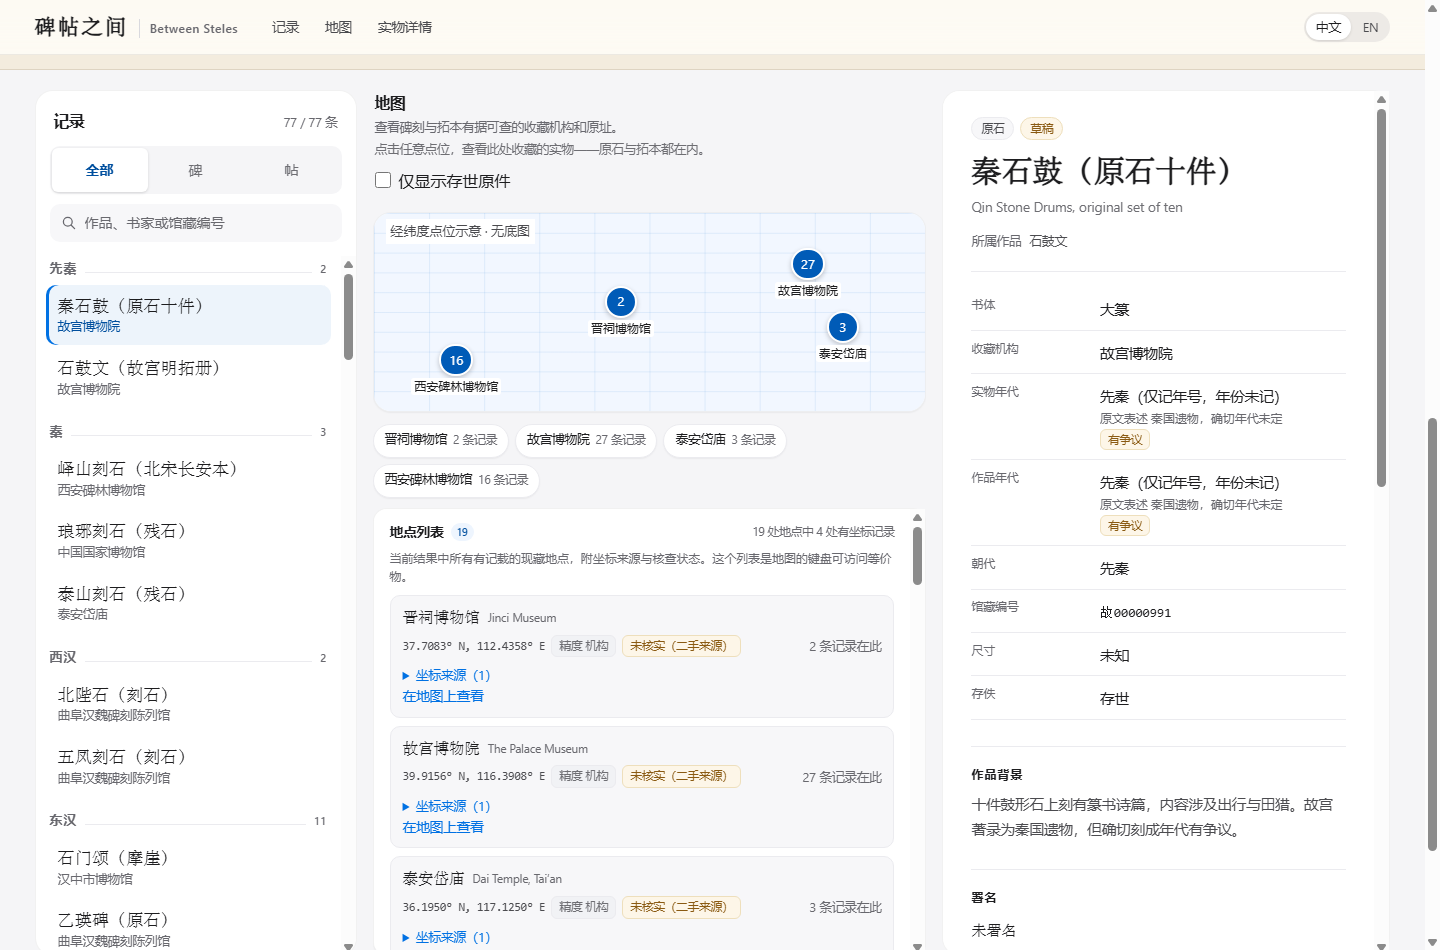 碑帖之间 Between Steles 记录 地图 实物详情 中文 EN
记录 77 / 77 条
全部 碑 帖
作品、书家或馆藏编号
先秦 2
秦石鼓（原石十件）
故宫博物院
石鼓文（故宫明拓册）
故宫博物院
秦 3
峄山刻石（北宋长安本）
西安碑林博物馆
琅琊刻石（残石）
中国国家博物馆
泰山刻石（残石）
泰安岱庙
西汉 2
北陛石（刻石）
曲阜汉魏碑刻陈列馆
五凤刻石（刻石）
曲阜汉魏碑刻陈列馆
东汉 11
石门颂（摩崖）
汉中市博物馆
乙瑛碑（原石）
曲阜汉魏碑刻陈列馆
地图
查看碑刻与拓本有据可查的收藏机构和原址。
点击任意点位，查看此处收藏的实物——原石与拓本都在内。
仅显示存世原件
经纬度点位示意 · 无底图
27
故宫博物院
2
晋祠博物馆
3
泰安岱庙
16
西安碑林博物馆
晋祠博物馆 2 条记录 故宫博物院 27 条记录 泰安岱庙 3 条记录
西安碑林博物馆 16 条记录
地点列表 19 19 处地点中 4 处有坐标记录
当前结果中所有有记载的现藏地点，附坐标来源与核查状态。这个列表是地图的键盘可访问等价
物。
晋祠博物馆 Jinci Museum
37.7083° N, 112.4358° E 精度 机构 未核实（二手来源） 2 条记录在此
坐标来源（1）
在地图上查看
故宫博物院 The Palace Museum
39.9156° N, 116.3908° E 精度 机构 未核实（二手来源） 27 条记录在此
坐标来源（1）
在地图上查看
泰安岱庙 Dai Temple, Tai'an
36.1950° N, 117.1250° E 精度 机构 未核实（二手来源） 3 条记录在此
坐标来源（1）
原石 草稿
秦石鼓（原石十件）
Qin Stone Drums, original set of ten
所属作品 石鼓文
书体 大篆
收藏机构 故宫博物院
实物年代 先秦（仅记年号，年份未记）
原文表述 秦国遗物，确切年代未定
有争议
作品年代 先秦（仅记年号，年份未记）
原文表述 秦国遗物，确切年代未定
有争议
朝代 先秦
馆藏编号 故00000991
尺寸 未知
存佚 存世
作品背景
十件鼓形石上刻有篆书诗篇，内容涉及出行与田猎。故宫
著录为秦国遗物，但确切刻成年代有争议。
署名
未署名